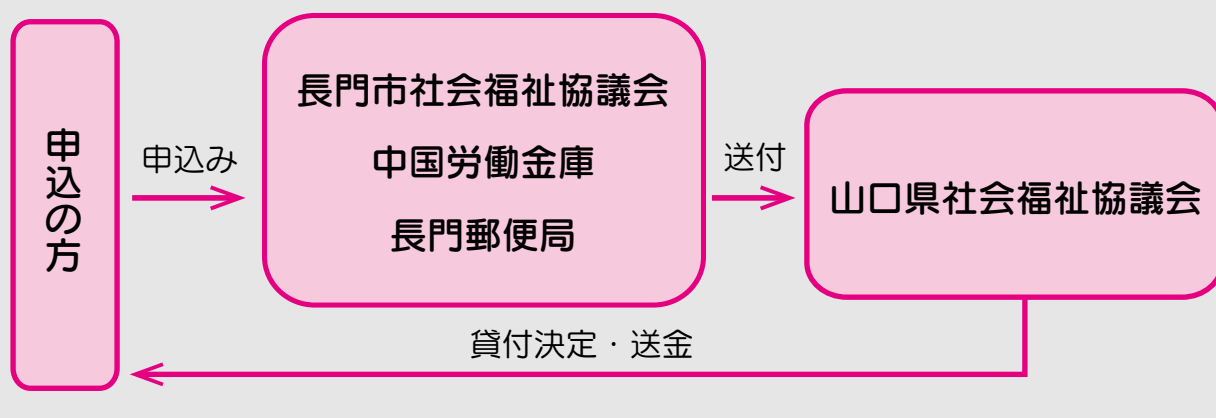 申込の方
申込み
長門市社会福祉協議会
中国労働金庫
長門郵便局
送付
山口県社会福祉協議会
貸付決定・送金